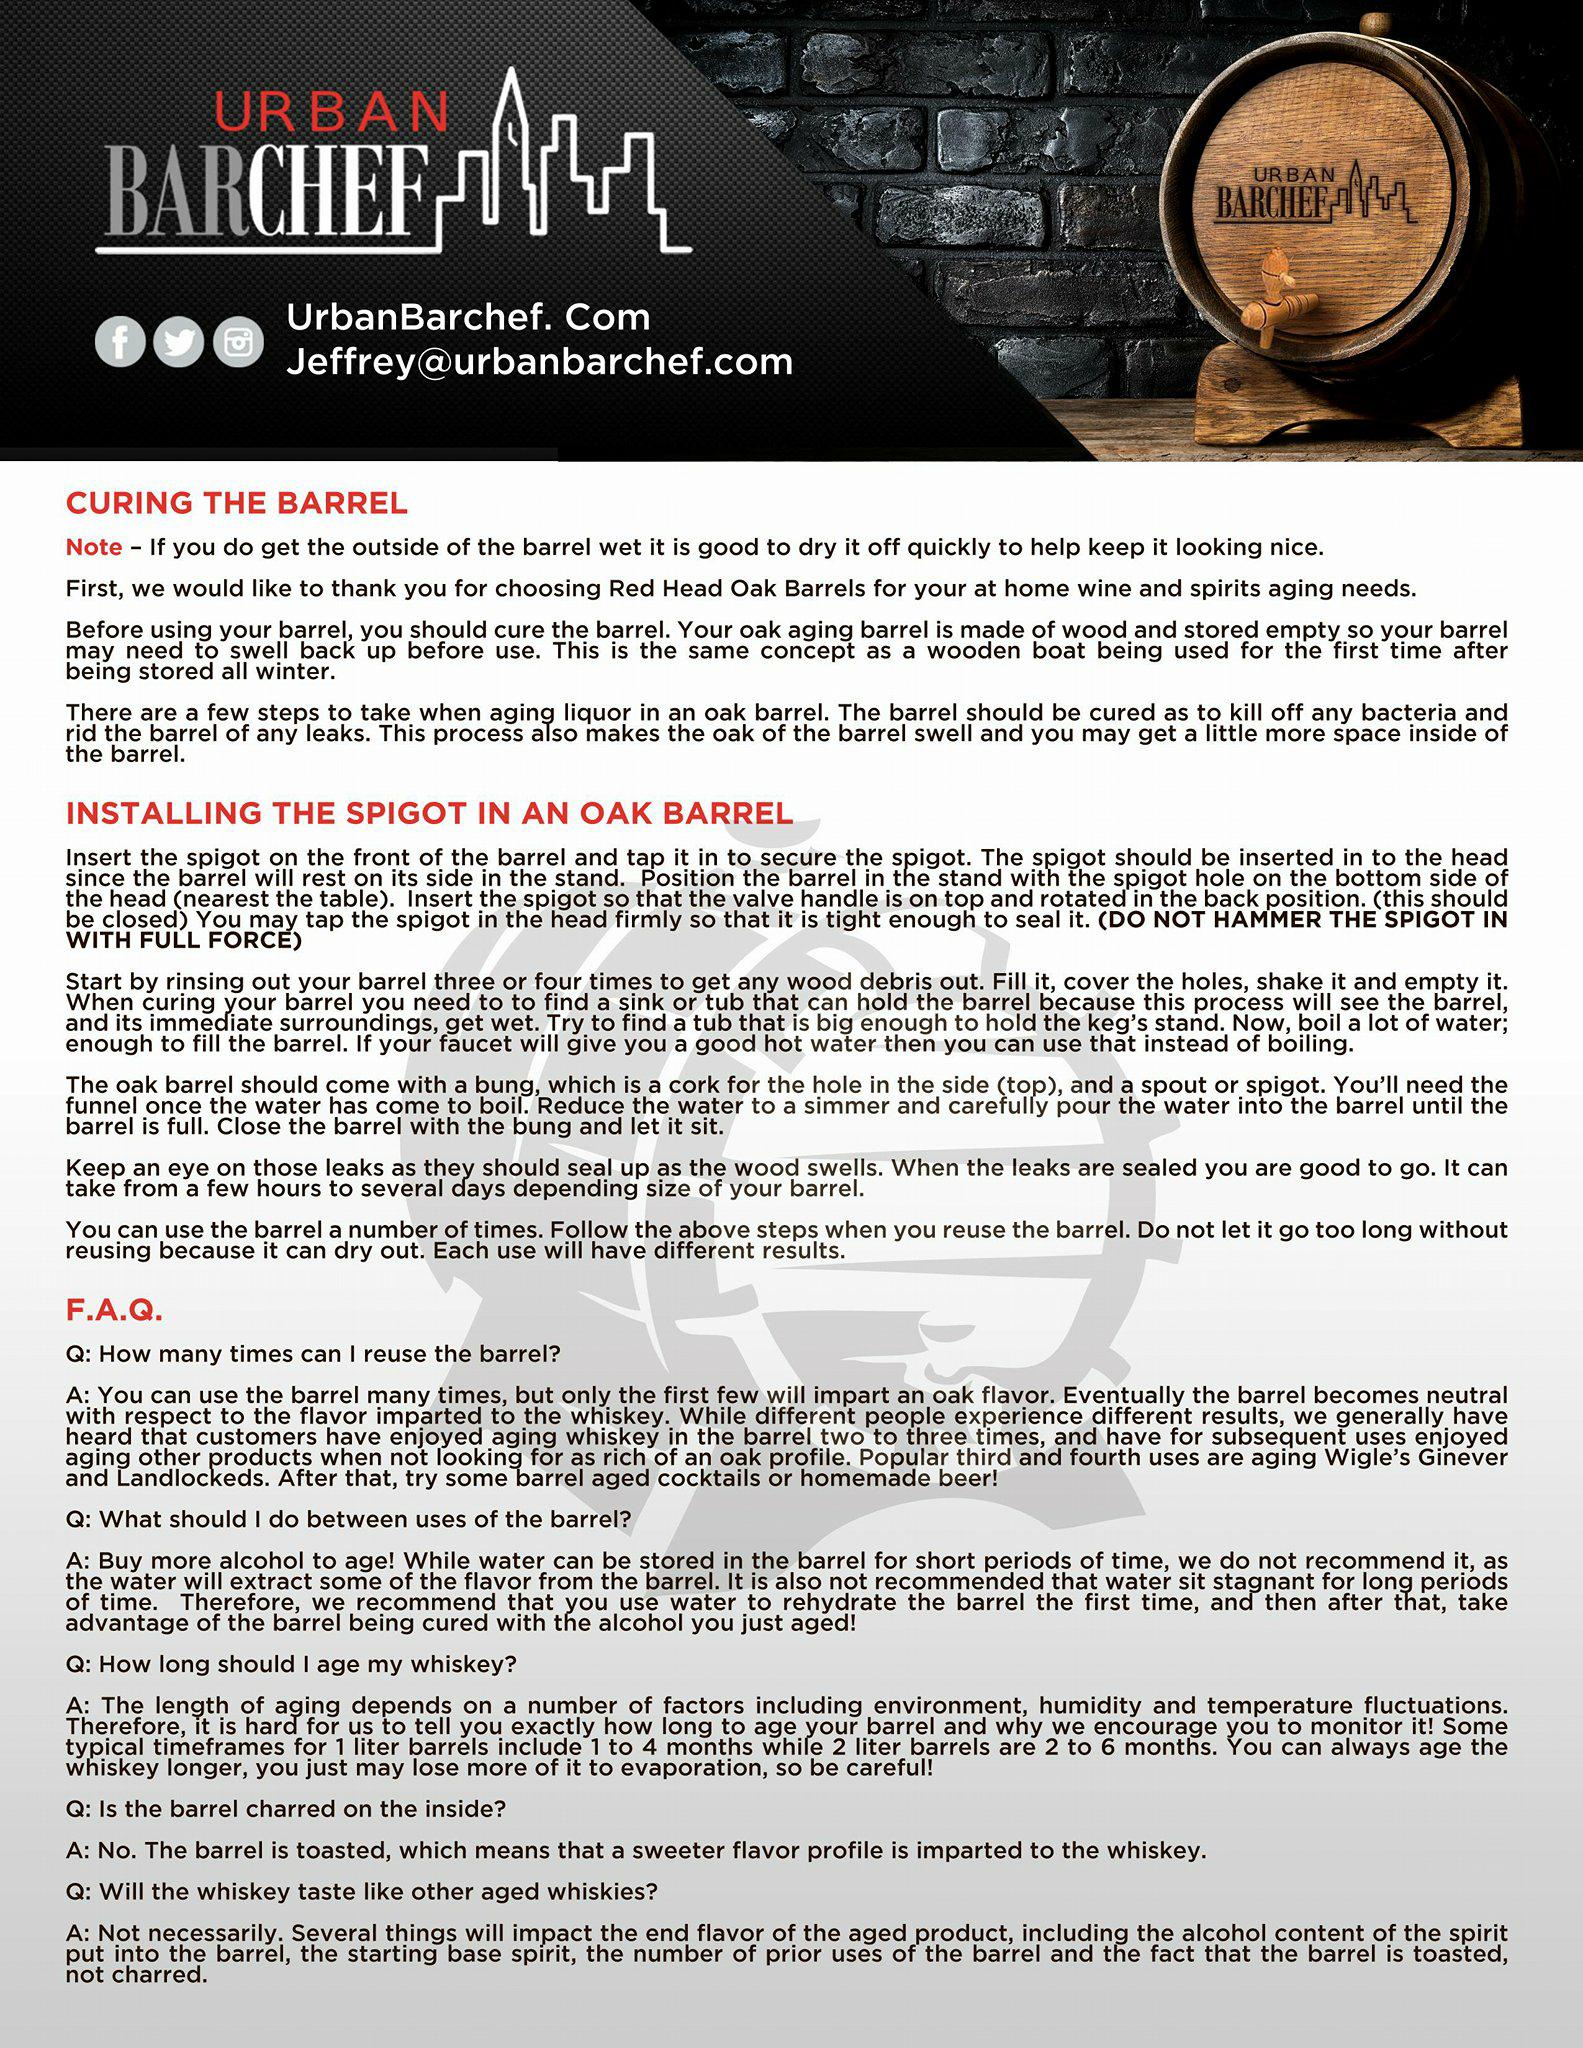 URBAN
BARCHEF
URBAN
BARCHEF
UrbanBarchef. Com
Jeffrey@urbanbarchef.com
CURING THE BARREL
Note – If you do get the outside of the barrel wet it is good to dry it off quickly to help keep it looking nice.
First, we would like to thank you for choosing Red Head Oak Barrels for your at home wine and spirits aging needs.
Before using your barrel, you should cure the barrel. Your oak aging barrel is made of wood and stored empty so your barrel
may need to swell back up before use. This is the same concept as a wooden boat being used for the first time after
being stored all winter.
There are a few steps to take when aging liquor in an oak barrel. The barrel should be cured as to kill off any bacteria and
rid the barrel of any leaks. This process also makes the oak of the barrel swell and you may get a little more space inside of
the barrel.
INSTALLING THE SPIGOT IN AN OAK BARREL
Insert the spigot on the front of the barrel and tap it in to secure the spigot. The spigot should be inserted in to the head
since the barrel will rest on its side in the stand.  Position the barrel in the stand with the spigot hole on the bottom side of
the head (nearest the table).  Insert the spigot so that the valve handle is on top and rotated in the back position. (this should
be closed) You may tap the spigot in the head firmly so that it is tight enough to seal it. (DO NOT HAMMER THE SPIGOT IN
WITH FULL FORCE)
Start by rinsing out your barrel three or four times to get any wood debris out. Fill it, cover the holes, shake it and empty it.
When curing your barrel you need to to find a sink or tub that can hold the barrel because this process will see the barrel,
and its immediate surroundings, get wet. Try to find a tub that is big enough to hold the keg's stand. Now, boil a lot of water;
enough to fill the barrel. If your faucet will give you a good hot water then you can use that instead of boiling.
The oak barrel should come with a bung, which is a cork for the hole in the side (top), and a spout or spigot. You'll need the
funnel once the water has come to boil. Reduce the water to a simmer and carefully pour the water into the barrel until the
barrel is full. Close the barrel with the bung and let it sit.
Keep an eye on those leaks as they should seal up as the wood swells. When the leaks are sealed you are good to go. It can
take from a few hours to several days depending size of your barrel.
You can use the barrel a number of times. Follow the above steps when you reuse the barrel. Do not let it go too long without
reusing because it can dry out. Each use will have different results.
F.A.Q.
Q: How many times can I reuse the barrel?
A: You can use the barrel many times, but only the first few will impart an oak flavor. Eventually the barrel becomes neutral
with respect to the flavor imparted to the whiskey. While different people experience different results, we generally have
heard that customers have enjoyed aging whiskey in the barrel two to three times, and have for subsequent uses enjoyed
aging other products when not looking for as rich of an oak profile. Popular third and fourth uses are aging Wigle's Ginever
and Landlockeds. After that, try some barrel aged cocktails or homemade beer!
Q: What should I do between uses of the barrel?
A: Buy more alcohol to age! While water can be stored in the barrel for short periods of time, we do not recommend it, as
the water will extract some of the flavor from the barrel. It is also not recommended that water sit stagnant for long periods
of time.  Therefore, we recommend that you use water to rehydrate the barrel the first time, and then after that, take
advantage of the barrel being cured with the alcohol you just aged!
Q: How long should I age my whiskey?
A: The length of aging depends on a number of factors including environment, humidity and temperature fluctuations.
Therefore, it is hard for us to tell you exactly how long to age your barrel and why we encourage you to monitor it! Some
typical timeframes for 1 liter barrels include 1 to 4 months while 2 liter barrels are 2 to 6 months. You can always age the
whiskey longer, you just may lose more of it to evaporation, so be careful!
Q: Is the barrel charred on the inside?
A: No. The barrel is toasted, which means that a sweeter flavor profile is imparted to the whiskey.
Q: Will the whiskey taste like other aged whiskies?
A: Not necessarily. Several things will impact the end flavor of the aged product, including the alcohol content of the spirit
put into the barrel, the starting base spirit, the number of prior uses of the barrel and the fact that the barrel is toasted,
not charred.